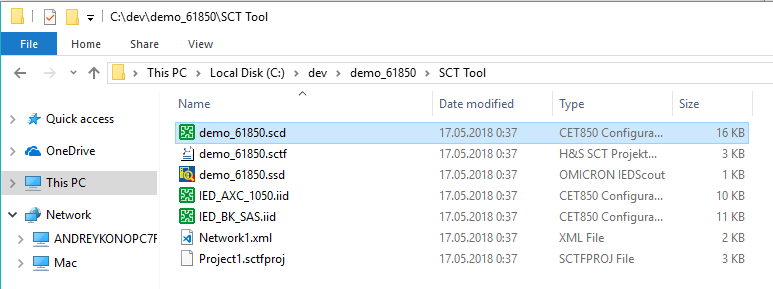 C:\dev\demo_61850\SCT Tool
File Home Share View
This PC Local Disk (C:) dev demo_61850 SCT Tool
Name Date modified Type Size
Quick access
OneDrive
This PC
Network
ANDREYKONOPC7F
Mac
demo_61850.scd 17.05.2018 0:37 CET850 Configura... 16 KB
demo_61850.sctf 17.05.2018 0:37 H&S SCT Projekt... 3 KB
demo_61850.ssd 17.05.2018 0:37 OMICRON IEDScout 1 KB
IED_AXC_1050.iid 17.05.2018 0:37 CET850 Configura... 10 KB
IED_BK_SAS.iid 17.05.2018 0:37 CET850 Configura... 11 KB
Network1.xml 17.05.2018 0:37 XML File 2 KB
Project1.sctfproj 17.05.2018 0:37 SCTFPROJ File 3 KB